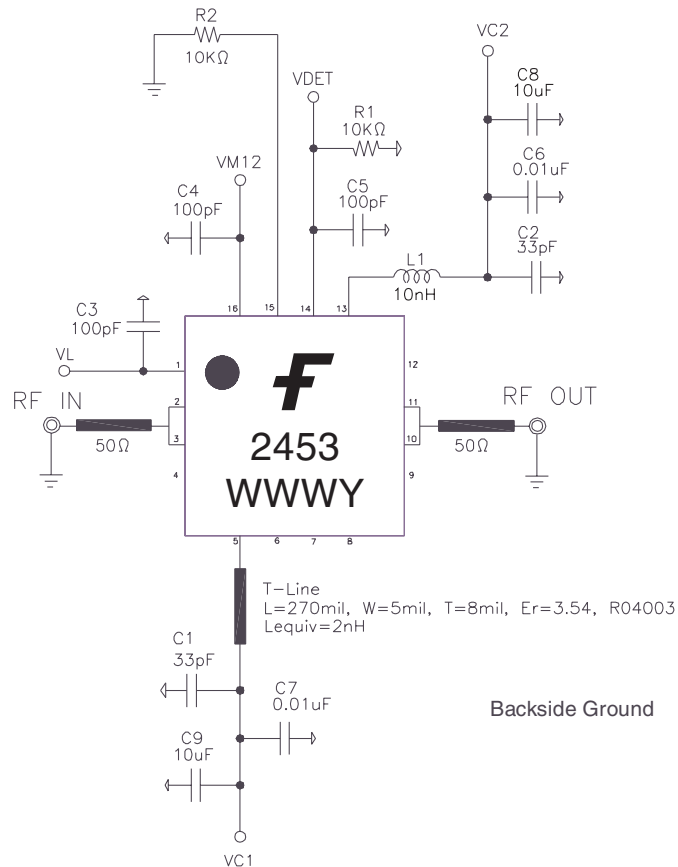 R2
10KΩ
VC2
VDET
C8
10uF
R1
10KΩ
VM12
C6
0.01uF
C4
100pF
C5
100pF
C2
33pF
L1
10nH
C3
100pF
16
15
14
13
VL
1
12
RF IN
2
11
RF OUT
50Ω
3
10
50Ω
2453
4
9
WWWY
5
6
7
8
T-Line
L=270mil, W=5mil, T=8mil, Er=3.54, R04003
Lequiv=2nH
C1
33pF
C7
0.01uF
Backside Ground
C9
10uF
VC1